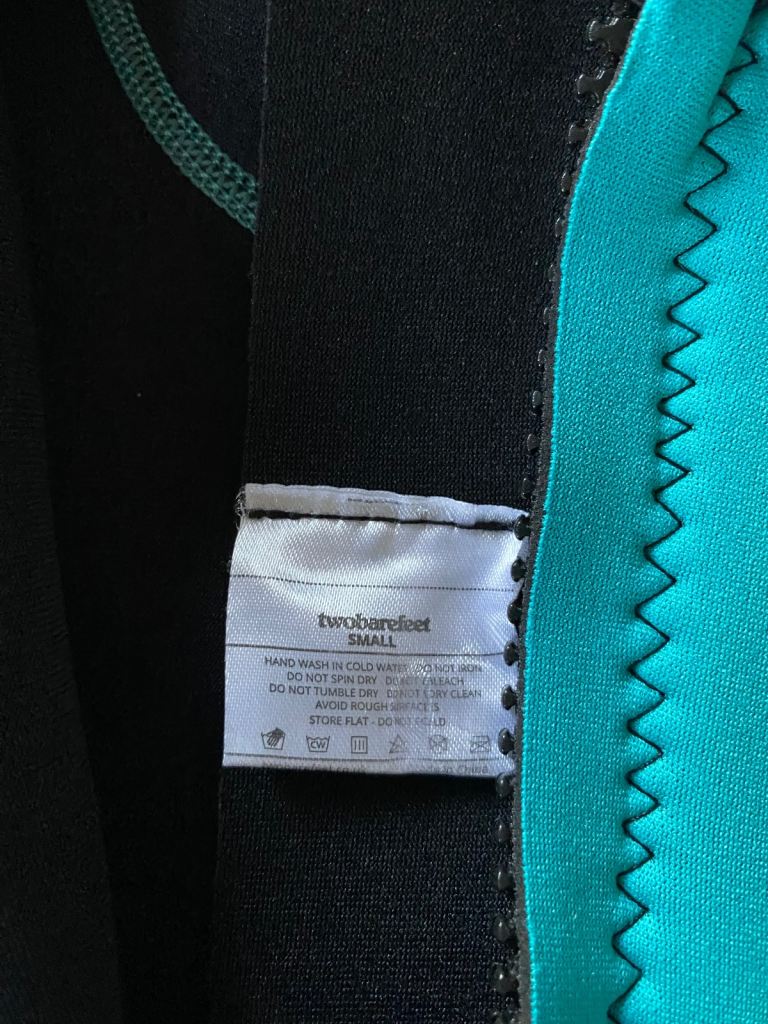 twobarefeet
SMALL
HAND WASH IN COLD WATER DO NOT IRON
DO NOT SPIN DRY DO NOT BLEACH
DO NOT TUMBLE DRY DO NOT DRY CLEAN
AVOID ROUGH SURFACES
STORE FLAT - DO NOT FOLD
CW